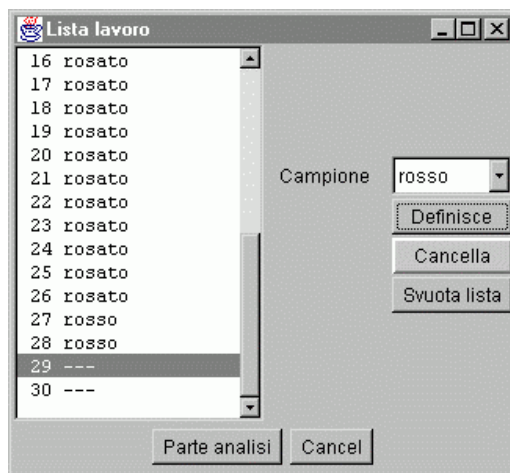 Lista lavoro
16 rosato
17 rosato
18 rosato
19 rosato
20 rosato
21 rosato
22 rosato
23 rosato
24 rosato
25 rosato
26 rosato
27 rosso
28 rosso
29 ---
30 ---
Campione rosso
Definisce
Cancella
Svuota lista
Parte analisi Cancel